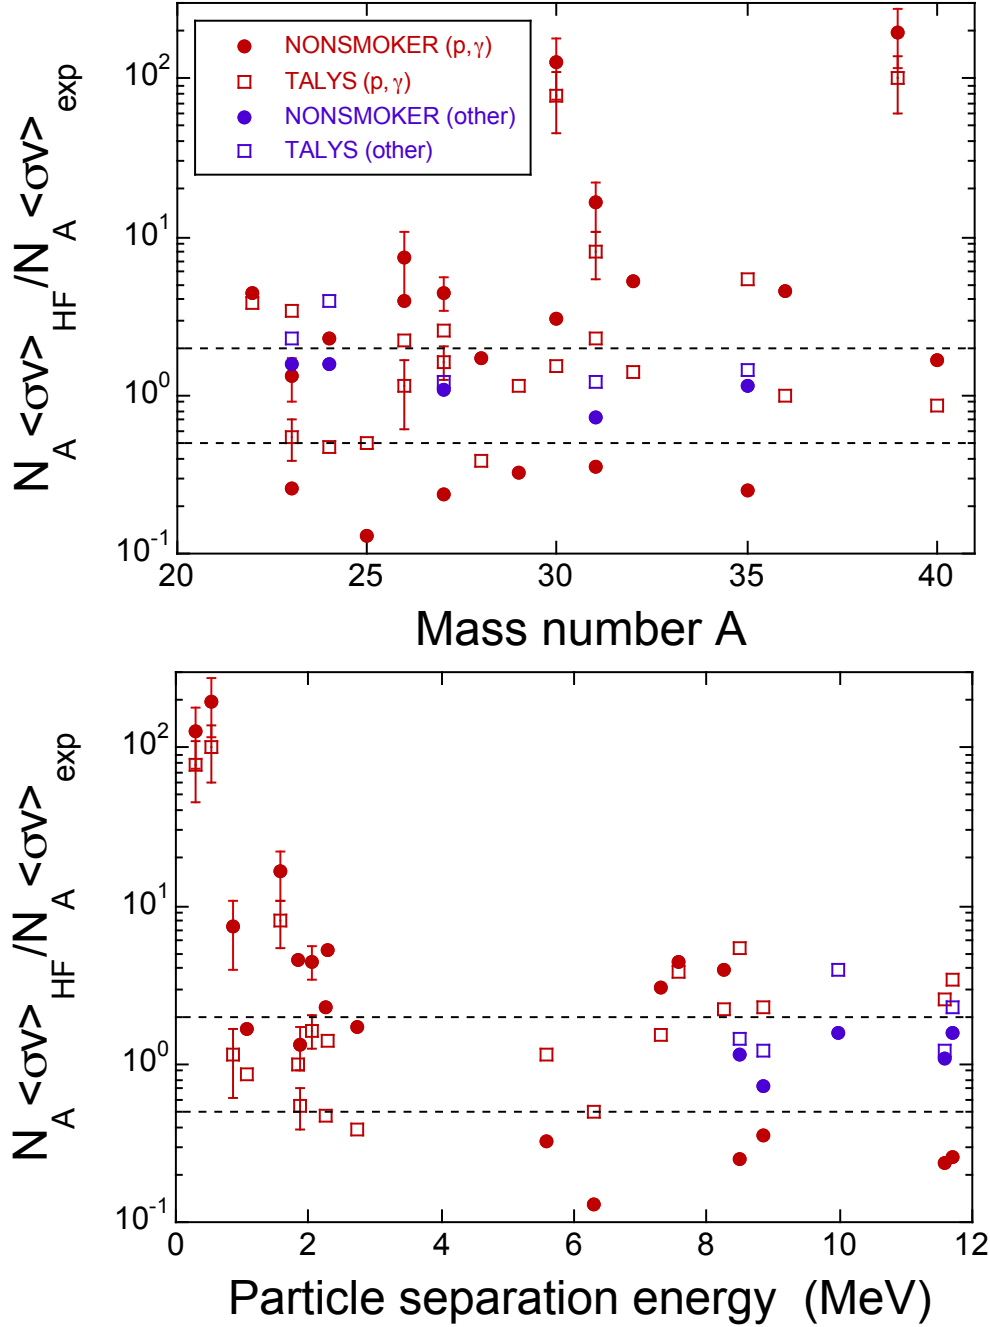 N_A <σv>_HF /N_A <σv>_exp
NONSMOKER (p, γ)
TALYS (p, γ)
NONSMOKER (other)
TALYS (other)
10^2
10^1
10^0
10^-1
20 25 30 35 40
Mass number A
N_A <σv>_HF /N_A <σv>_exp
10^2
10^1
10^0
10^-1
0 2 4 6 8 10 12
Particle separation energy (MeV)